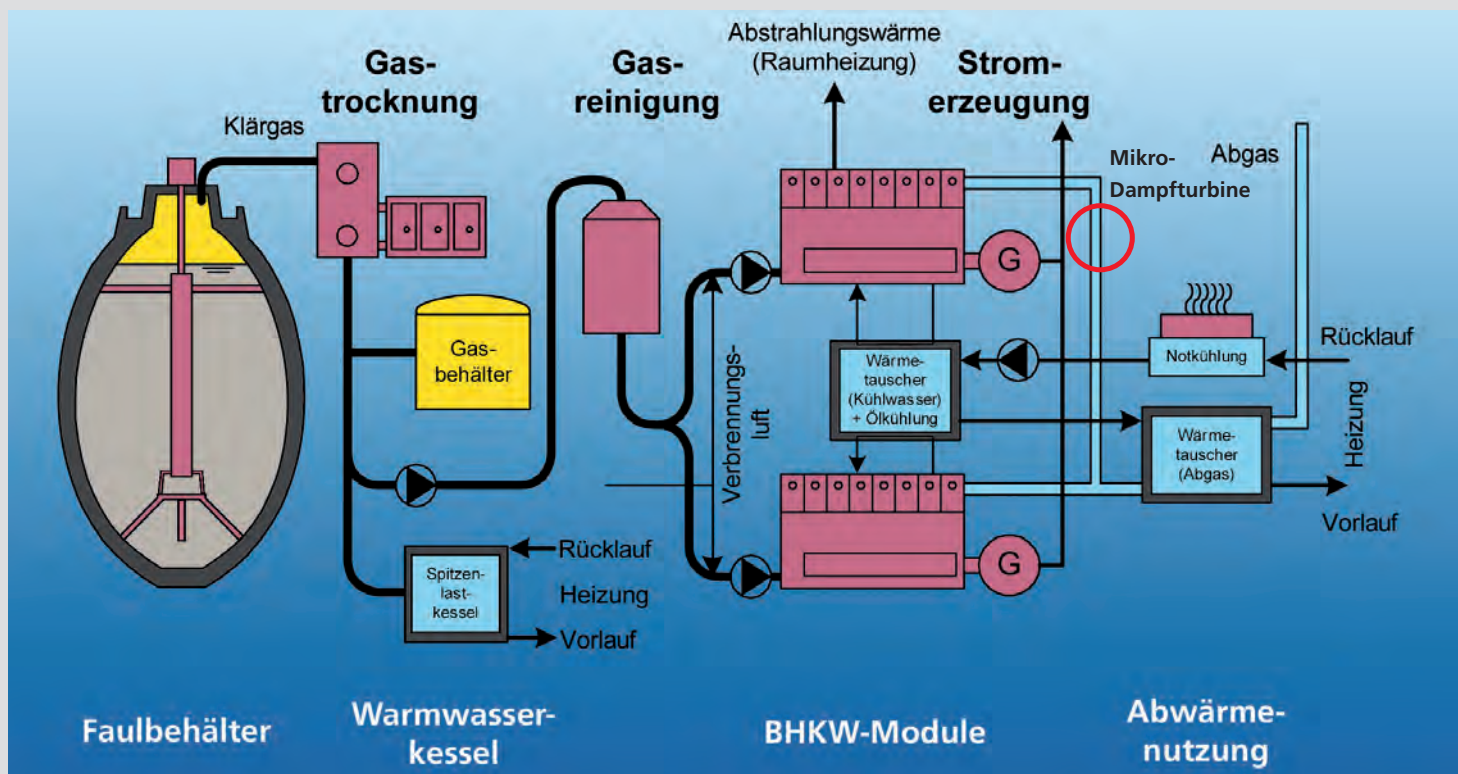 Abstrahlungswärme
(Raumheizung)
Gas-
trocknung
Gas-
reinigung
Strom-
erzeugung
Klärgas
Mikro-
Dampfturbine
Abgas
G
Gas-
behälter
Verbrennungs-
luft
Wärme-
tauscher
(Kühlwasser)
+ Ölkühlung
Notkühlung
Rücklauf
Heizung
Vorlauf
Wärme-
tauscher
(Abgas)
G
Spitzen-
last-
kessel
Rücklauf
Heizung
Vorlauf
Faulbehälter
Warmwasser-
kessel
BHKW-Module
Abwärme-
nutzung